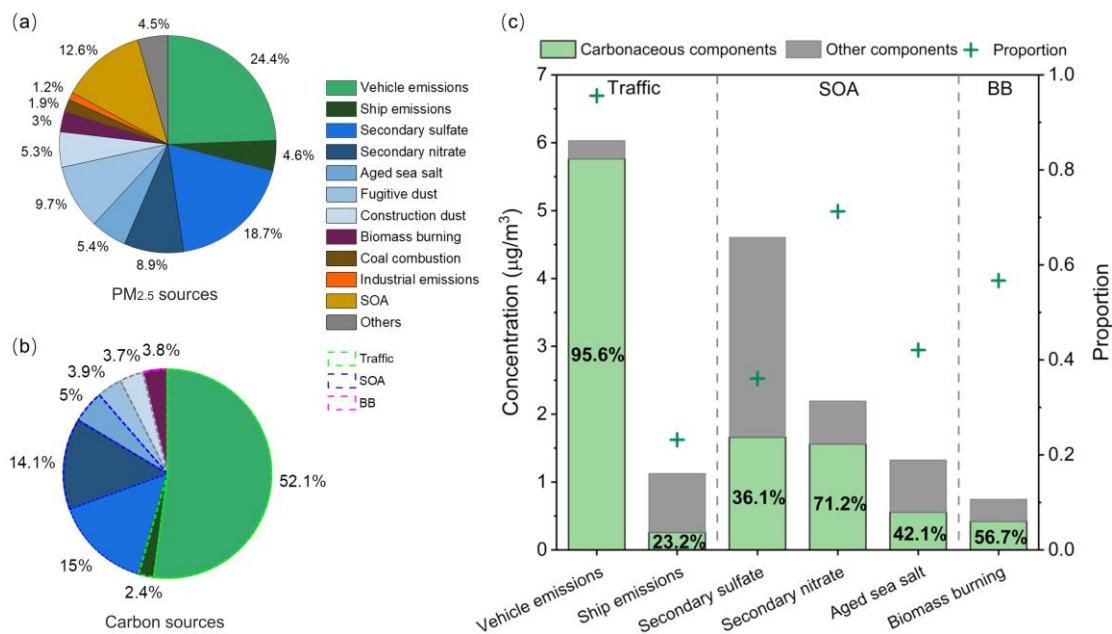 (a)
4.5%
12.6%
24.4%
1.2%
1.9%
3%
5.3%
4.6%
9.7%
18.7%
5.4%
8.9%
PM2.5 sources
Vehicle emissions
Ship emissions
Secondary sulfate
Secondary nitrate
Aged sea salt
Fugitive dust
Construction dust
Biomass burning
Coal combustion
Industrial emissions
SOA
Others
(b)
3.7%
3.8%
3.9%
5%
14.1%
52.1%
15%
2.4%
Carbon sources
Traffic
SOA
BB
(c)
Carbonaceous components
Other components
Proportion
Traffic
SOA
BB
Concentration (μg/m³)
7
6
5
4
3
2
1
0
95.6%
23.2%
36.1%
71.2%
42.1%
56.7%
1.0
0.8
0.6
0.4
0.2
0.0
Proportion
Vehicle emissions
Ship emissions
Secondary sulfate
Secondary nitrate
Aged sea salt
Biomass burning